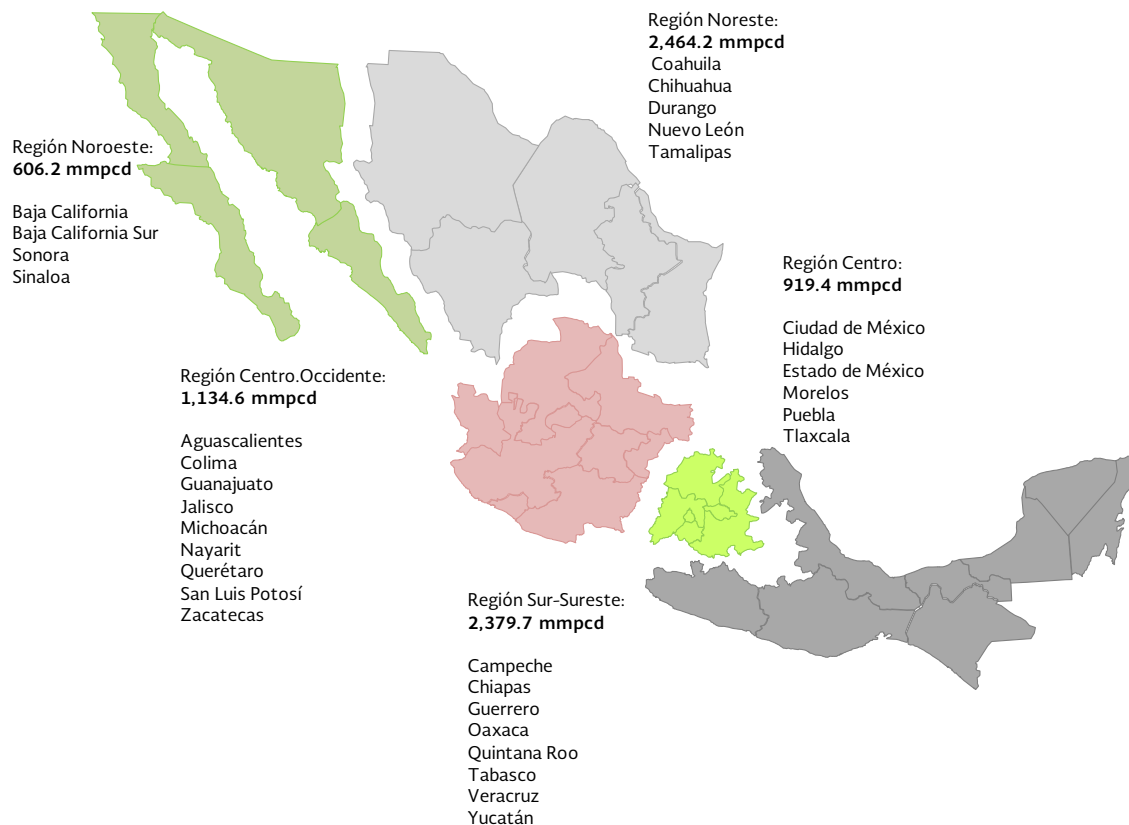 Región Noreste:
2,464.2 mmpcd
Coahuila
Chihuahua
Durango
Nuevo León
Tamalipas
Región Noroeste:
606.2 mmpcd
Baja California
Baja California Sur
Sonora
Sinaloa
Región Centro:
919.4 mmpcd
Ciudad de México
Hidalgo
Estado de México
Morelos
Puebla
Tlaxcala
Región Centro.Occidente:
1,134.6 mmpcd
Aguascalientes
Colima
Guanajuato
Jalisco
Michoacán
Nayarit
Querétaro
San Luis Potosí
Zacatecas
Región Sur-Sureste:
2,379.7 mmpcd
Campeche
Chiapas
Guerrero
Oaxaca
Quintana Roo
Tabasco
Veracruz
Yucatán